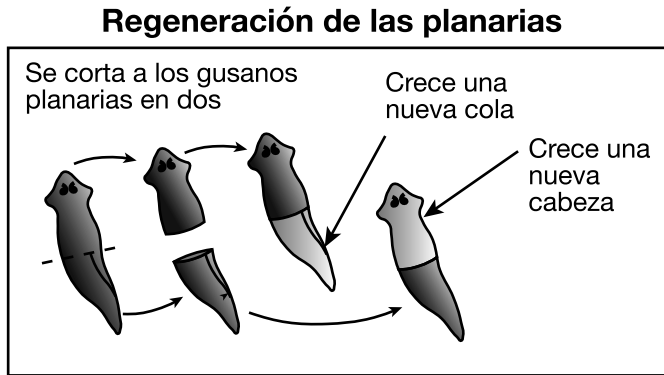 Regeneración de las planarias
Se corta a los gusanos
planarias en dos
Crece una
nueva cola
Crece una
nueva
cabeza